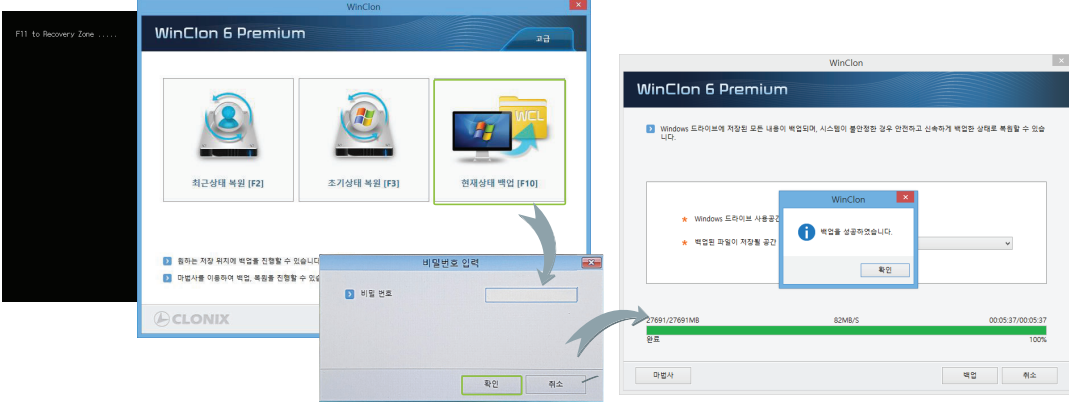 F11 to Recovery Zone .....
WinClon
WinClon 6 Premium
고급
WCL
최근상태 복원 [F2]
초기상태 복원 [F3]
현재상태 백업 [F10]
원하는 저장 위치에 백업을 진행할 수 있습니다
마법사를 이용하여 백업, 복원을 진행할 수 있습
CLONIX
비밀번호 입력
비밀 번호
확인
취소
WinClon
WinClon 6 Premium
Windows 드라이브에 저장된 모든 내용이 백업되며, 시스템이 불안정한 경우 안전하고 신속하게 백업한 상태로 복원할 수 있습
니다.
* Windows 드라이브 사용공간
* 백업된 파일이 저장될 공간
WinClon
백업을 성공하였습니다.
확인
27691/27691MB
82MB/S
00:05:37/00:05:37
완료
100%
마법사
백업
취소